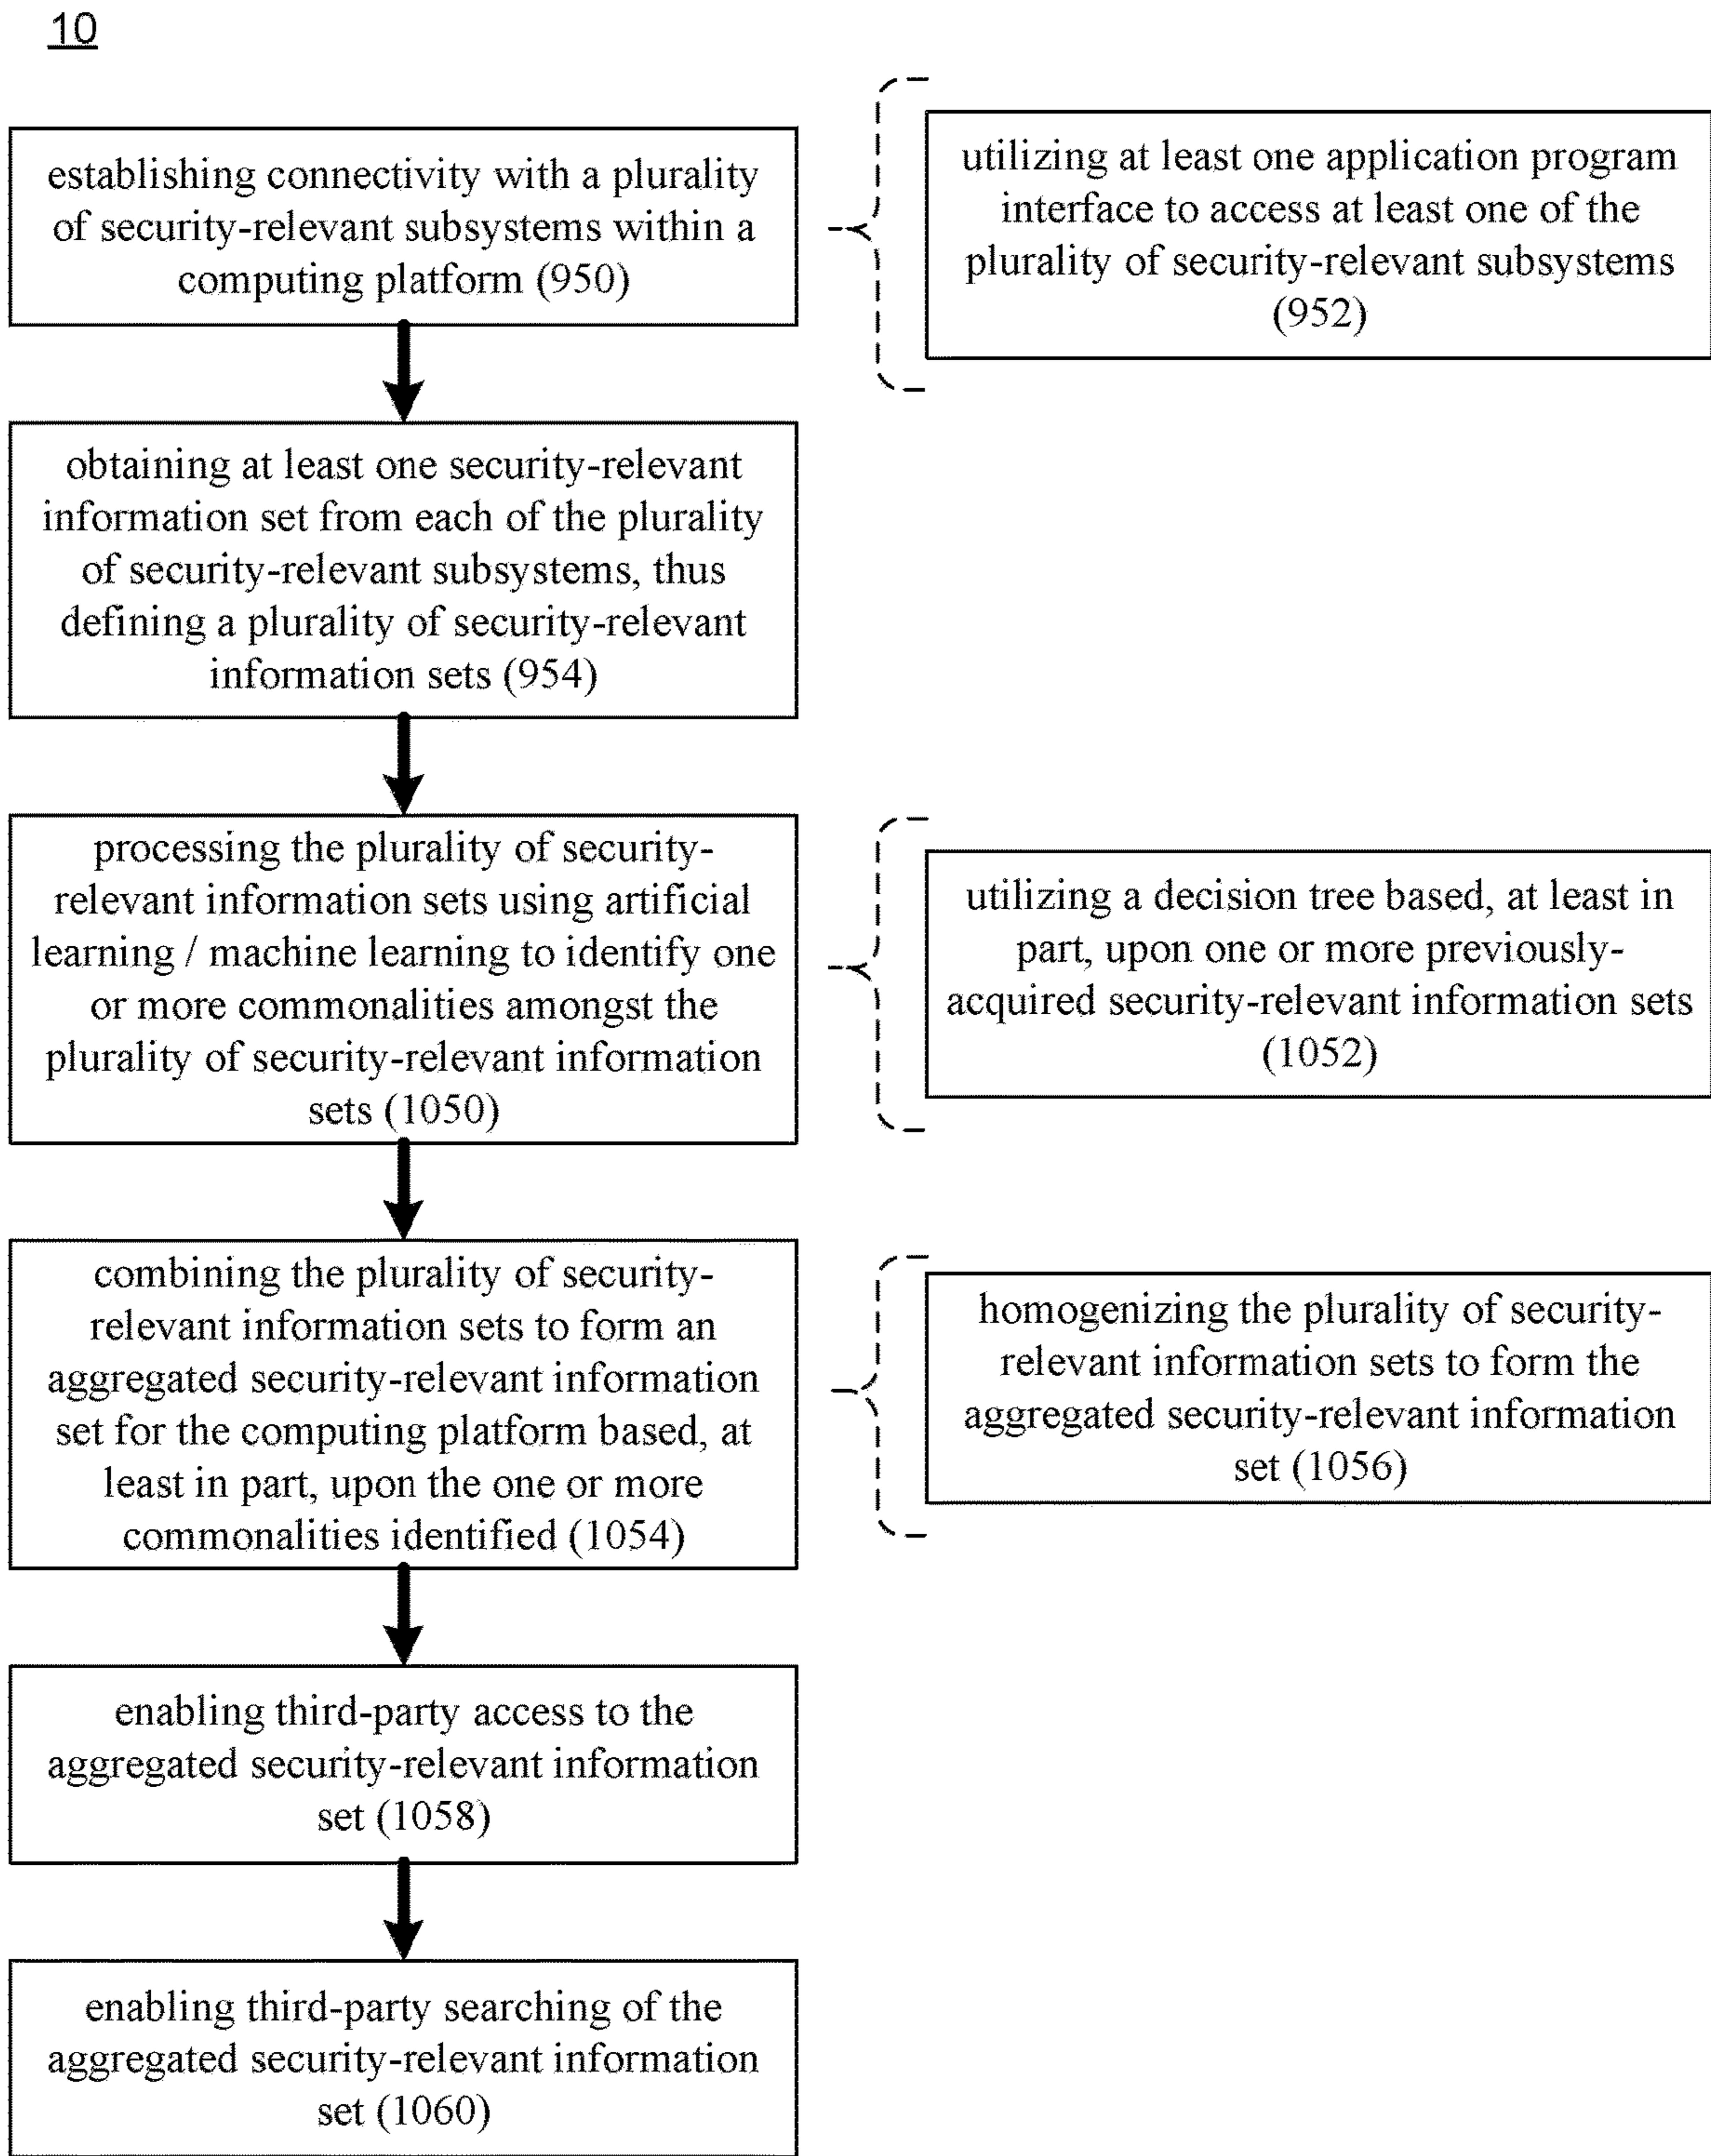 10
establishing connectivity with a plurality
of security-relevant subsystems within a
computing platform (950)
utilizing at least one application program
interface to access at least one of the
plurality of security-relevant subsystems
(952)
obtaining at least one security-relevant
information set from each of the plurality
of security-relevant subsystems, thus
defining a plurality of security-relevant
information sets (954)
processing the plurality of security-
relevant information sets using artificial
learning / machine learning to identify one
or more commonalities amongst the
plurality of security-relevant information
sets (1050)
utilizing a decision tree based, at least in
part, upon one or more previously-
acquired security-relevant information sets
(1052)
combining the plurality of security-
relevant information sets to form an
aggregated security-relevant information
set for the computing platform based, at
least in part, upon the one or more
commonalities identified (1054)
homogenizing the plurality of security-
relevant information sets to form the
aggregated security-relevant information
set (1056)
enabling third-party access to the
aggregated security-relevant information
set (1058)
enabling third-party searching of the
aggregated security-relevant information
set (1060)